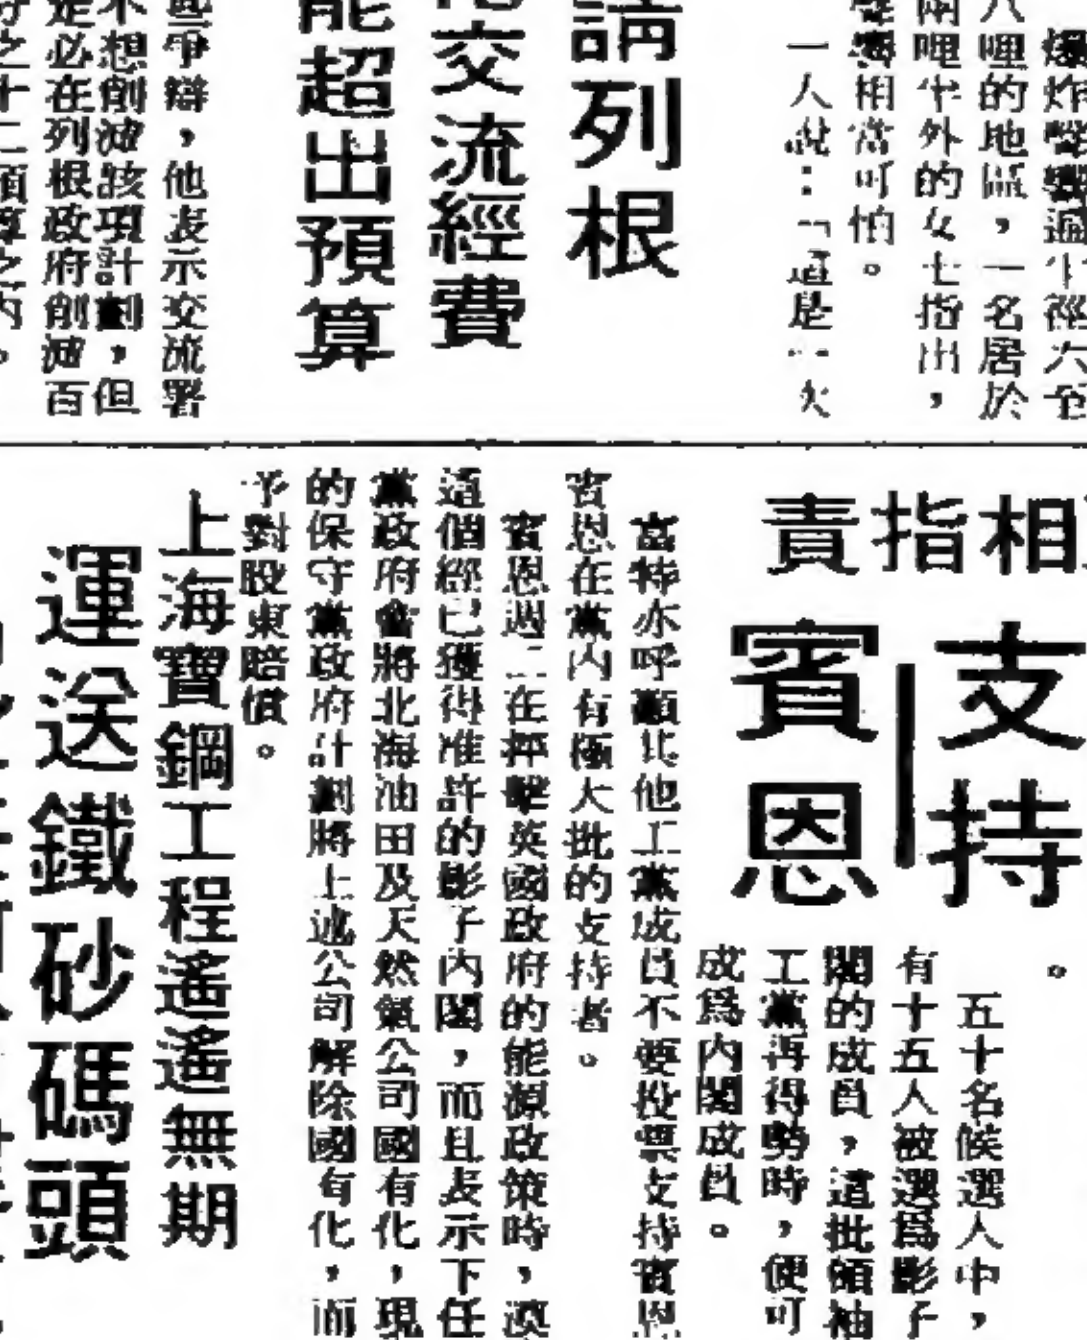 爆炸聲響遍半徑六至
八哩的地區，一名居於
兩哩半外的女士指出，
聲響相當可怕。
一人說：「這是…火
請列根
化交流經費
能超出預算
些爭辯，他表示交流署
不想削減該項計劃，但
是必在列根政府削減百
分之十二預算之內。
相指責
支持
賓恩
。
五十名候選人中，
有十五人被選爲影子
閣的成員，這批領袖
工黨再得勢時，便可
成爲內閣成員。
富特亦呼籲其他工黨成員不要投票支持賓恩
賓恩在黨內有極大批的支持者。
賓恩週二在抨擊英國政府的能源政策時，違
這個經已獲得准許的影子內閣，而且表示下任
黨政府會將北海油田及天然氣公司國有化，現
的保守黨政府計劃將上述公司解除國有化，而
予對股東賠償。
上海寶鋼工程遙遙無期
運送鐵砂碼頭